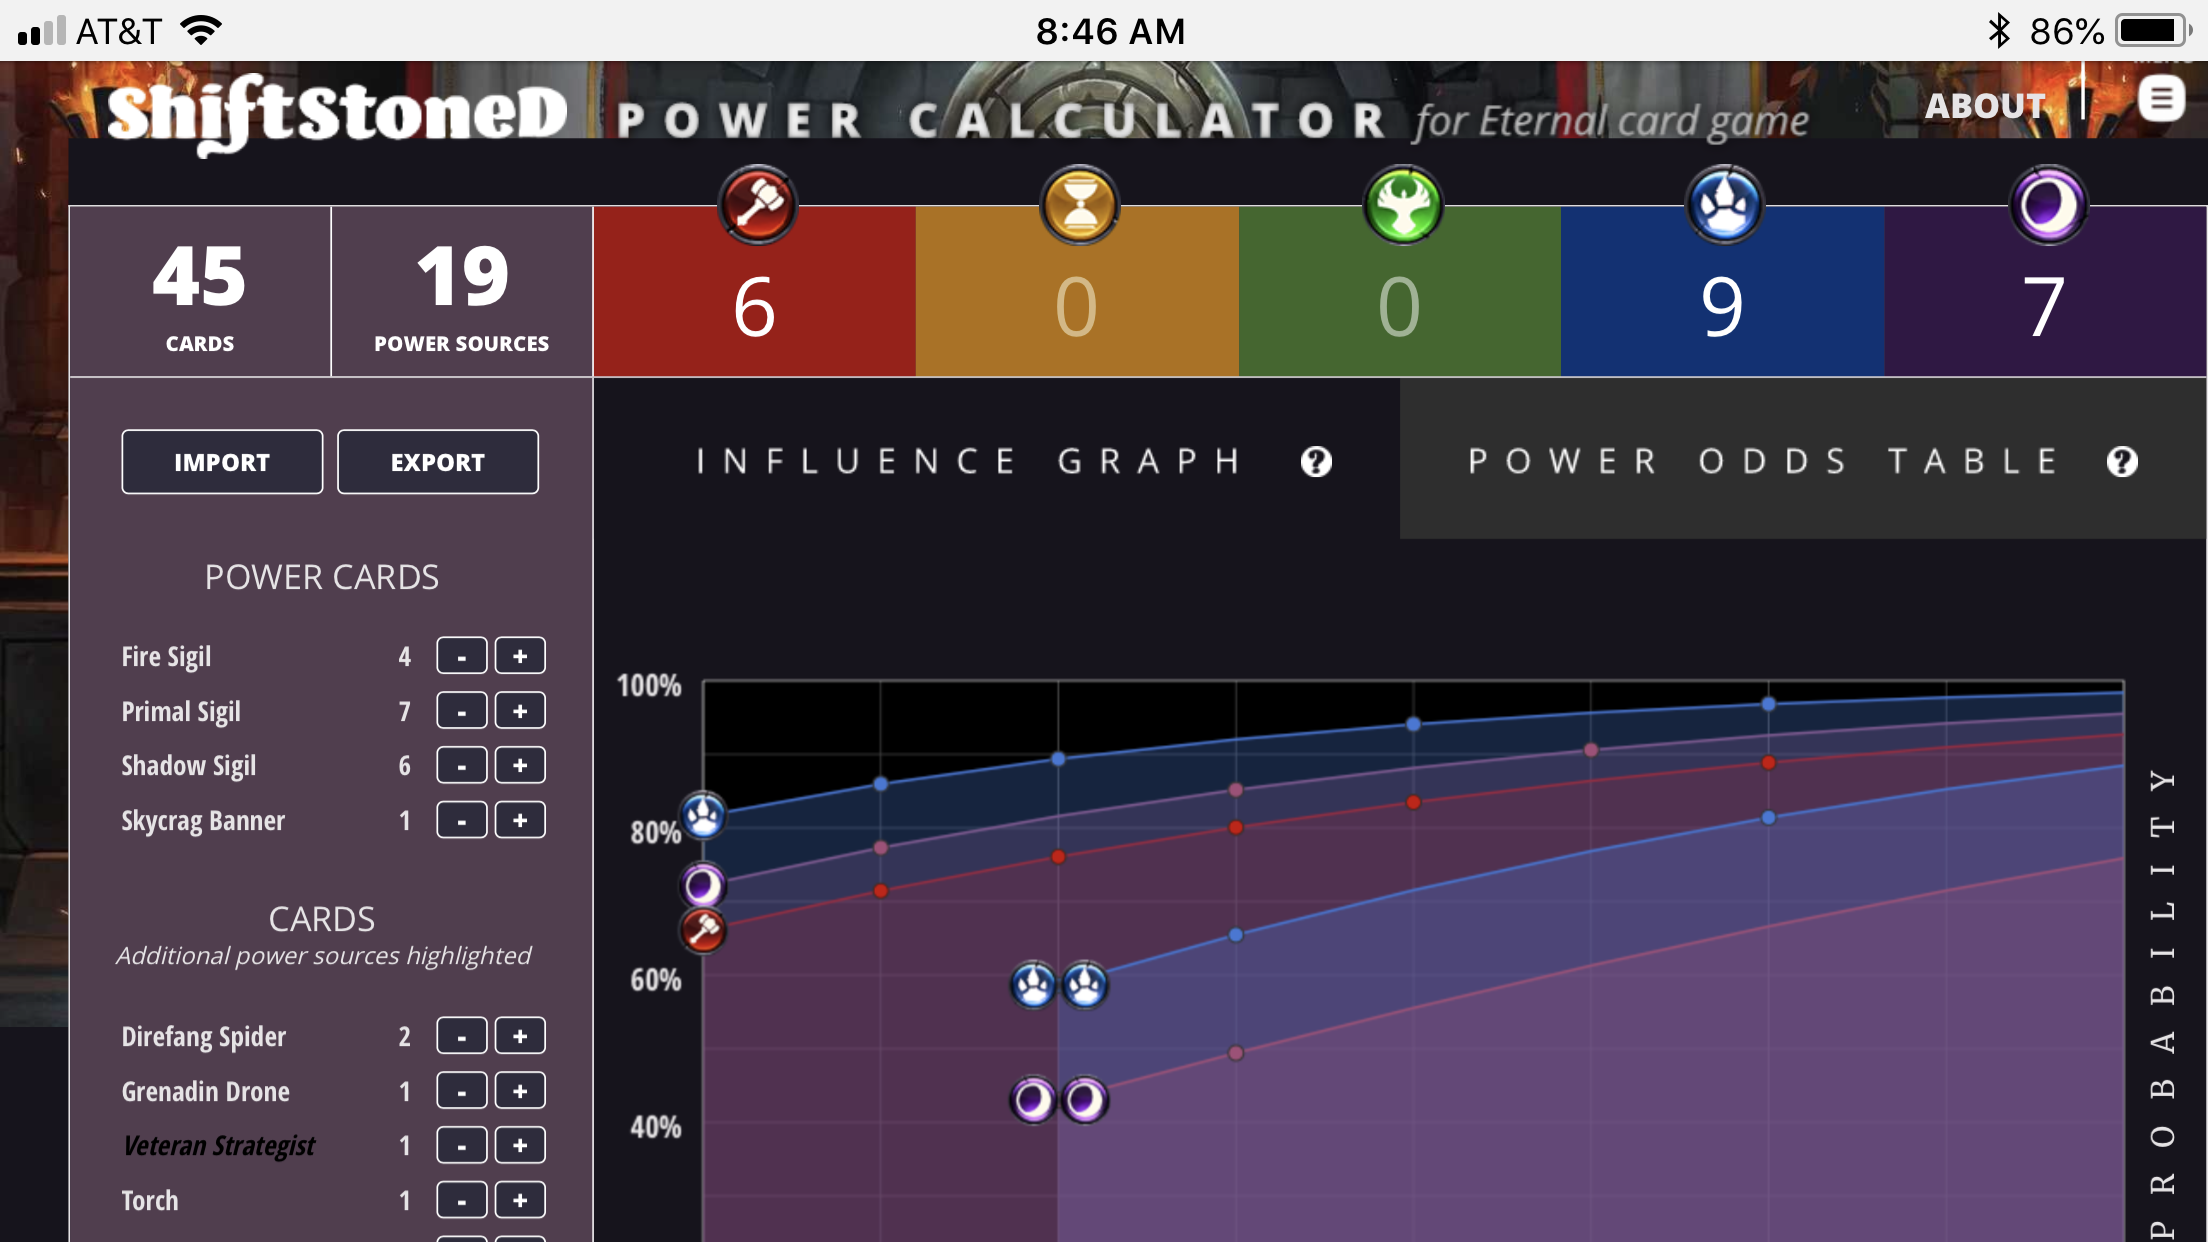 AT&T
8:46 AM
86%
ShiftStoneD
POWER CALCULATOR for Eternal card game
ABOUT
45
CARDS
19
POWER SOURCES
6
0
0
9
7
IMPORT
EXPORT
INFLUENCE GRAPH ?
POWER ODDS TABLE ?
POWER CARDS
Fire Sigil 4 - +
Primal Sigil 7 - +
Shadow Sigil 6 - +
Skycrag Banner 1 - +
CARDS
Additional power sources highlighted
Direfang Spider 2 - +
Grenadin Drone 1 - +
Veteran Strategist 1 - +
Torch 1 - +
100%
80%
60%
40%
PROBABILITY